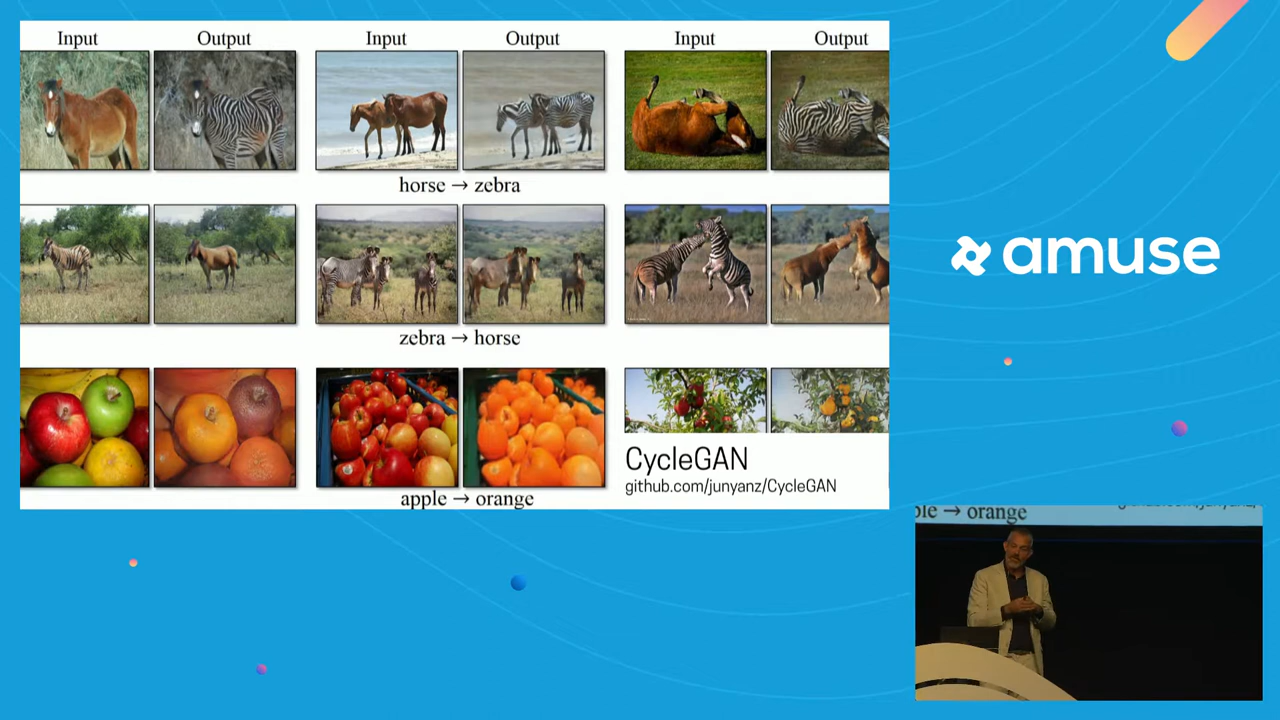 Input Output Input Output Input Output
horse → zebra
zebra → horse
CycleGAN
github.com/junyanz/CycleGAN
apple → orange
amuse
ple → orange